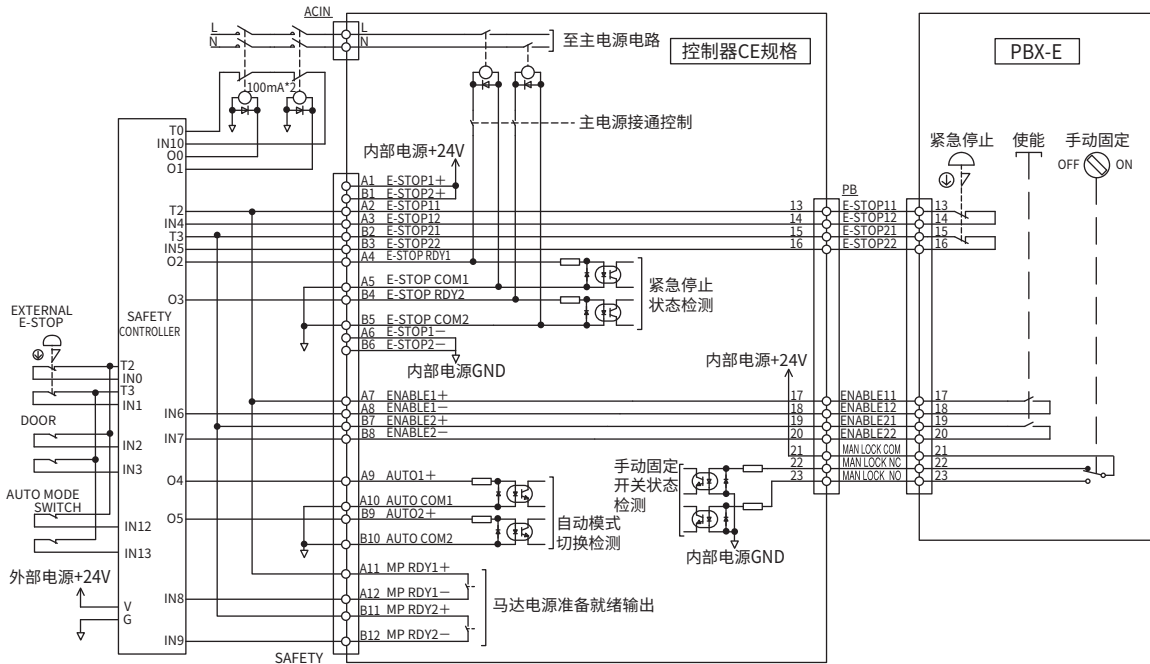 ACIN
L
N
至主电源电路
控制器CE规格
PBX-E
100mA*2
主电源接通控制
T0
IN10
O0
O1
内部电源+24V
紧急停止
使能
手动固定
OFF
ON
A1 E-STOP1+
B1 E-STOP2+
PB
T2
A2 E-STOP11
13
E-STOP11
13
IN4
A3 E-STOP12
14
E-STOP12
14
T3
B2 E-STOP21
15
E-STOP21
15
IN5
B3 E-STOP22
16
E-STOP22
16
O2
A4 E-STOP RDY1
A5 E-STOP COM1
O3
B4 E-STOP RDY2
紧急停止
状态检测
EXTERNAL
E-STOP
SAFETY
CONTROLLER
B5 E-STOP COM2
A6 E-STOP1-
B6 E-STOP2-
内部电源GND
内部电源+24V
T2
IN0
T3
IN1
A7 ENABLE1+
17
ENABLE11
17
IN6
A8 ENABLE1-
18
ENABLE12
18
DOOR
B7 ENABLE2+
19
ENABLE21
19
IN7
B8 ENABLE2-
20
ENABLE22
20
IN2
21
MAN LOCK COM
21
IN3
22
MAN LOCK NC
22
23
MAN LOCK NO
23
手动固定
开关状态
检测
O4
A9 AUTO1+
AUTO MODE
SWITCH
A10 AUTO COM1
O5
B9 AUTO2+
IN12
自动模式
切换检测
IN13
B10 AUTO COM2
内部电源GND
外部电源+24V
A11 MP RDY1+
IN8
A12 MP RDY1-
V
G
B11 MP RDY2+
马达电源准备就绪输出
IN9
B12 MP RDY2-
SAFETY